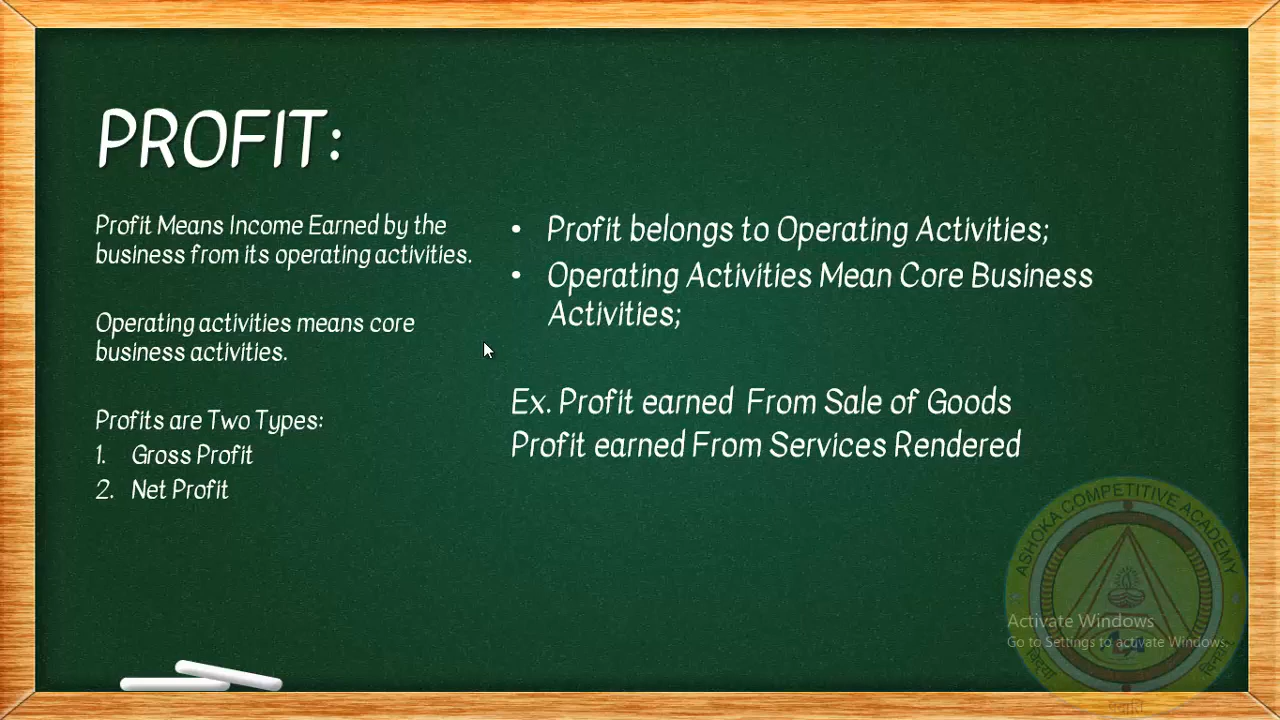 PROFIT:
Profit Means Income Earned by the
business from its operating activities.
Operating activities means core
business activities.
Profits are Two Types:
1. Gross Profit
2. Net Profit
• Profit belongs to Operating Activities;
• Operating Activities Mean Core Business
Activities;
Ex. Profit earned From Sale of Goods
Profit earned From Services Rendered
ASHOKA COMPETITIVE ACADEMY
Activate Windows
Go to Settings to activate Windows.